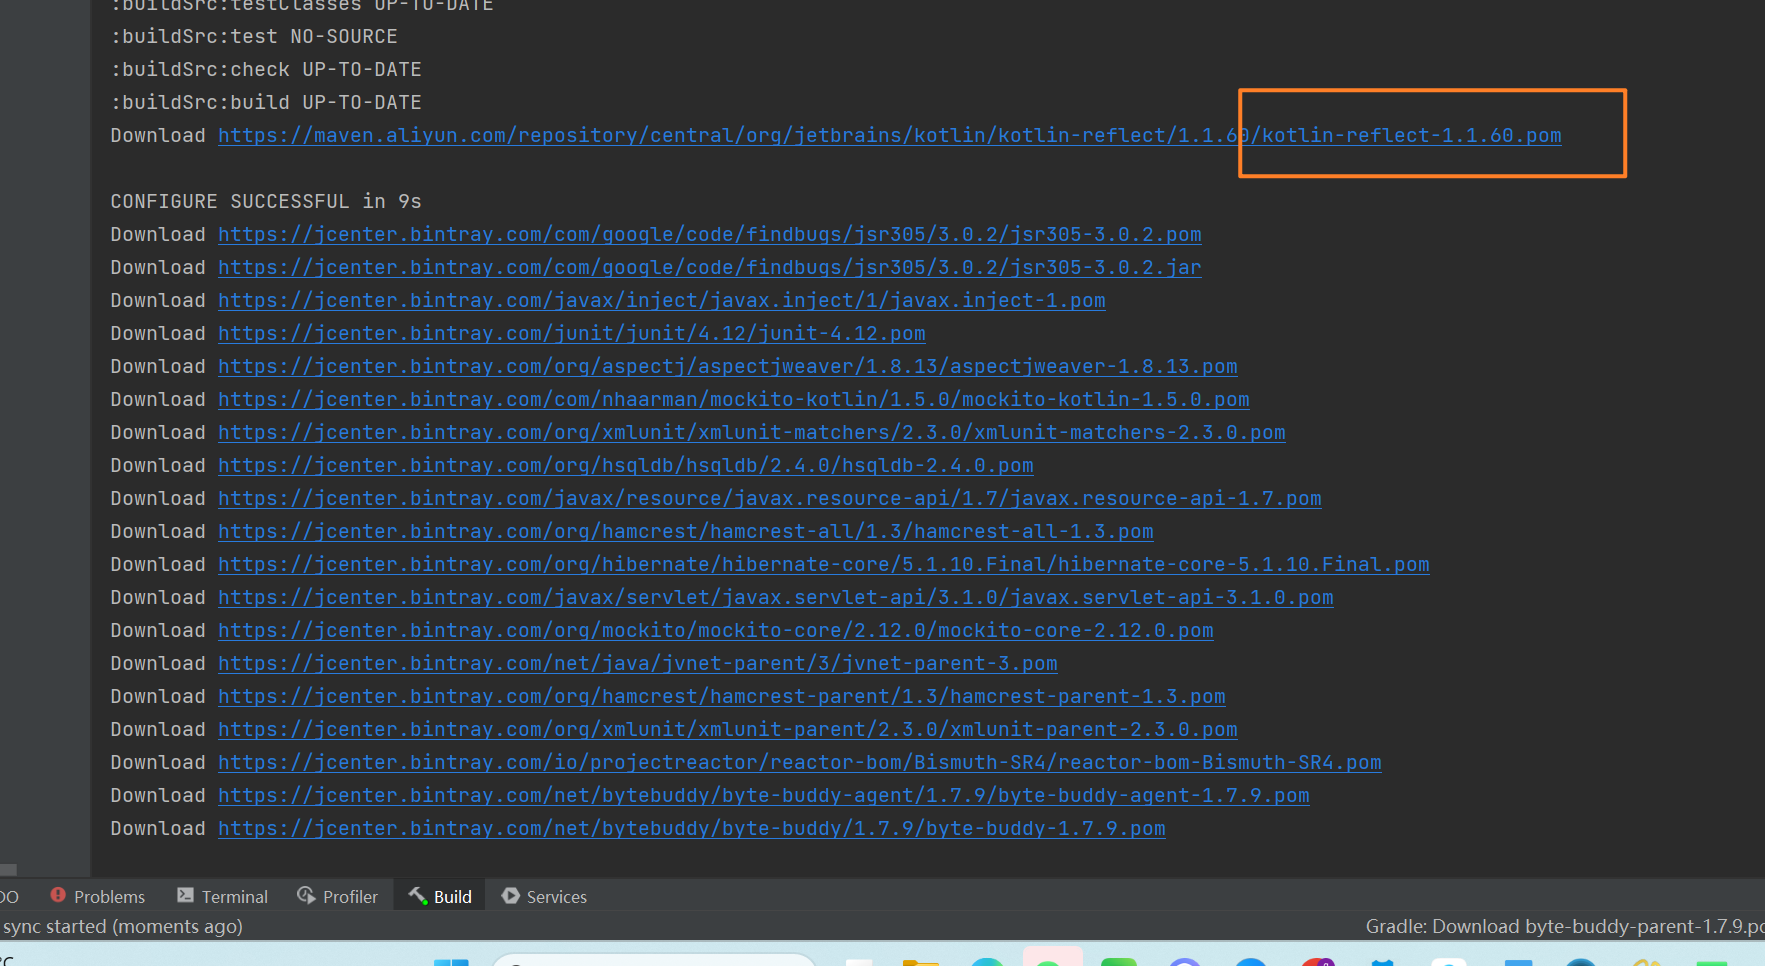 :buildSrc:testClasses UP-TO-DATE
:buildSrc:test NO-SOURCE
:buildSrc:check UP-TO-DATE
:buildSrc:build UP-TO-DATE
Download https://maven.aliyun.com/repository/central/org/jetbrains/kotlin/kotlin-reflect/1.1.60/kotlin-reflect-1.1.60.pom
CONFIGURE SUCCESSFUL in 9s
Download https://jcenter.bintray.com/com/google/code/findbugs/jsr305/3.0.2/jsr305-3.0.2.pom
Download https://jcenter.bintray.com/com/google/code/findbugs/jsr305/3.0.2/jsr305-3.0.2.jar
Download https://jcenter.bintray.com/javax/inject/javax.inject/1/javax.inject-1.pom
Download https://jcenter.bintray.com/junit/junit/4.12/junit-4.12.pom
Download https://jcenter.bintray.com/org/aspectj/aspectjweaver/1.8.13/aspectjweaver-1.8.13.pom
Download https://jcenter.bintray.com/com/nhaarman/mockito-kotlin/1.5.0/mockito-kotlin-1.5.0.pom
Download https://jcenter.bintray.com/org/xmlunit/xmlunit-matchers/2.3.0/xmlunit-matchers-2.3.0.pom
Download https://jcenter.bintray.com/org/hsqldb/hsqldb/2.4.0/hsqldb-2.4.0.pom
Download https://jcenter.bintray.com/javax/resource/javax.resource-api/1.7/javax.resource-api-1.7.pom
Download https://jcenter.bintray.com/org/hamcrest/hamcrest-all/1.3/hamcrest-all-1.3.pom
Download https://jcenter.bintray.com/org/hibernate/hibernate-core/5.1.10.Final/hibernate-core-5.1.10.Final.pom
Download https://jcenter.bintray.com/javax/servlet/javax.servlet-api/3.1.0/javax.servlet-api-3.1.0.pom
Download https://jcenter.bintray.com/org/mockito/mockito-core/2.12.0/mockito-core-2.12.0.pom
Download https://jcenter.bintray.com/net/java/jvnet-parent/3/jvnet-parent-3.pom
Download https://jcenter.bintray.com/org/hamcrest/hamcrest-parent/1.3/hamcrest-parent-1.3.pom
Download https://jcenter.bintray.com/org/xmlunit/xmlunit-parent/2.3.0/xmlunit-parent-2.3.0.pom
Download https://jcenter.bintray.com/io/projectreactor/reactor-bom/Bismuth-SR4/reactor-bom-Bismuth-SR4.pom
Download https://jcenter.bintray.com/net/bytebuddy/byte-buddy-agent/1.7.9/byte-buddy-agent-1.7.9.pom
Download https://jcenter.bintray.com/net/bytebuddy/byte-buddy/1.7.9/byte-buddy-1.7.9.pom
DO Problems Terminal Profiler Build Services
sync started (moments ago) Gradle: Download byte-buddy-parent-1.7.9.po
°C